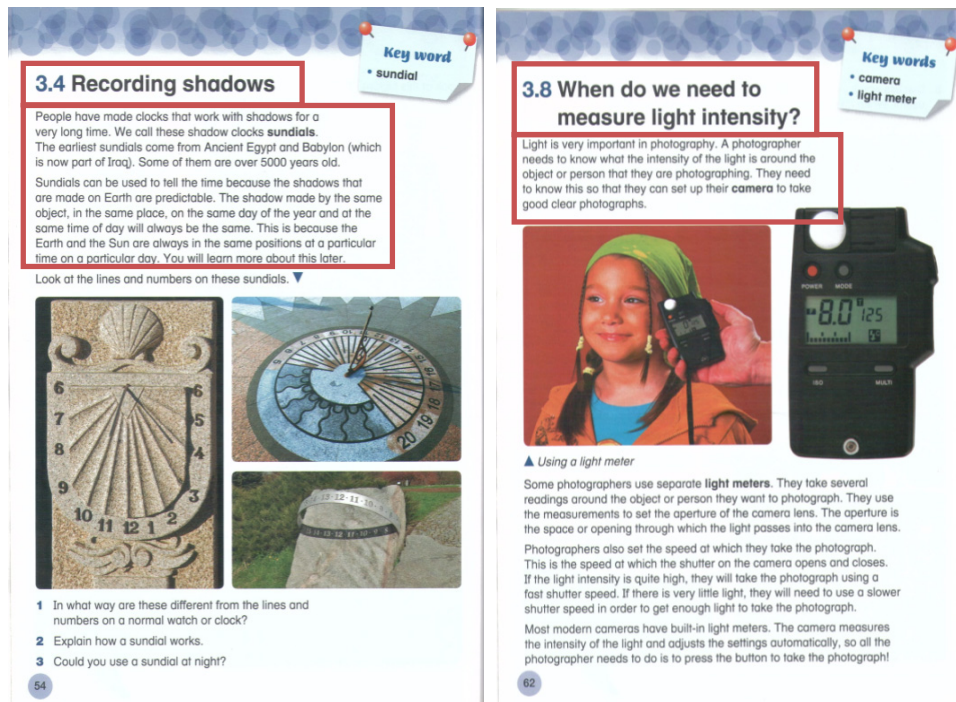 Key word
• sundial
3.4 Recording shadows
People have made clocks that work with shadows for a
very long time. We call these shadow clocks sundials.
The earliest sundials come from Ancient Egypt and Babylon (which
is now part of Iraq). Some of them are over 5000 years old.
Sundials can be used to tell the time because the shadows that
are made on Earth are predictable. The shadow made by the same
object, in the same place, on the same day of the year and at the
same time of day will always be the same. This is because the
Earth and the Sun are always in the same positions at a particular
time on a particular day. You will learn more about this later.
Look at the lines and numbers on these sundials. ▼
6
7
8
9
10
11
12
1
2
3
4
5
6
17
18
19
20
13·12·11·10
1 In what way are these different from the lines and
numbers on a normal watch or clock?
2 Explain how a sundial works.
3 Could you use a sundial at night?
54
Key words
• camera
• light meter
3.8 When do we need to
measure light intensity?
Light is very important in photography. A photographer
needs to know what the intensity of the light is around the
object or person that they are photographing. They need
to know this so that they can set up their camera to take
good clear photographs.
POWER MODE
8.0 125
ISO MULTI
▲ Using a light meter
Some photographers use separate light meters. They take several
readings around the object or person they want to photograph. They use
the measurements to set the aperture of the camera lens. The aperture is
the space or opening through which the light passes into the camera lens.
Photographers also set the speed at which they take the photograph.
This is the speed at which the shutter on the camera opens and closes.
If the light intensity is quite high, they will take the photograph using a
fast shutter speed. If there is very little light, they will need to use a slower
shutter speed in order to get enough light to take the photograph.
Most modern cameras have built-in light meters. The camera measures
the intensity of the light and adjusts the settings automatically, so all the
photographer needs to do is to press the button to take the photograph!
62